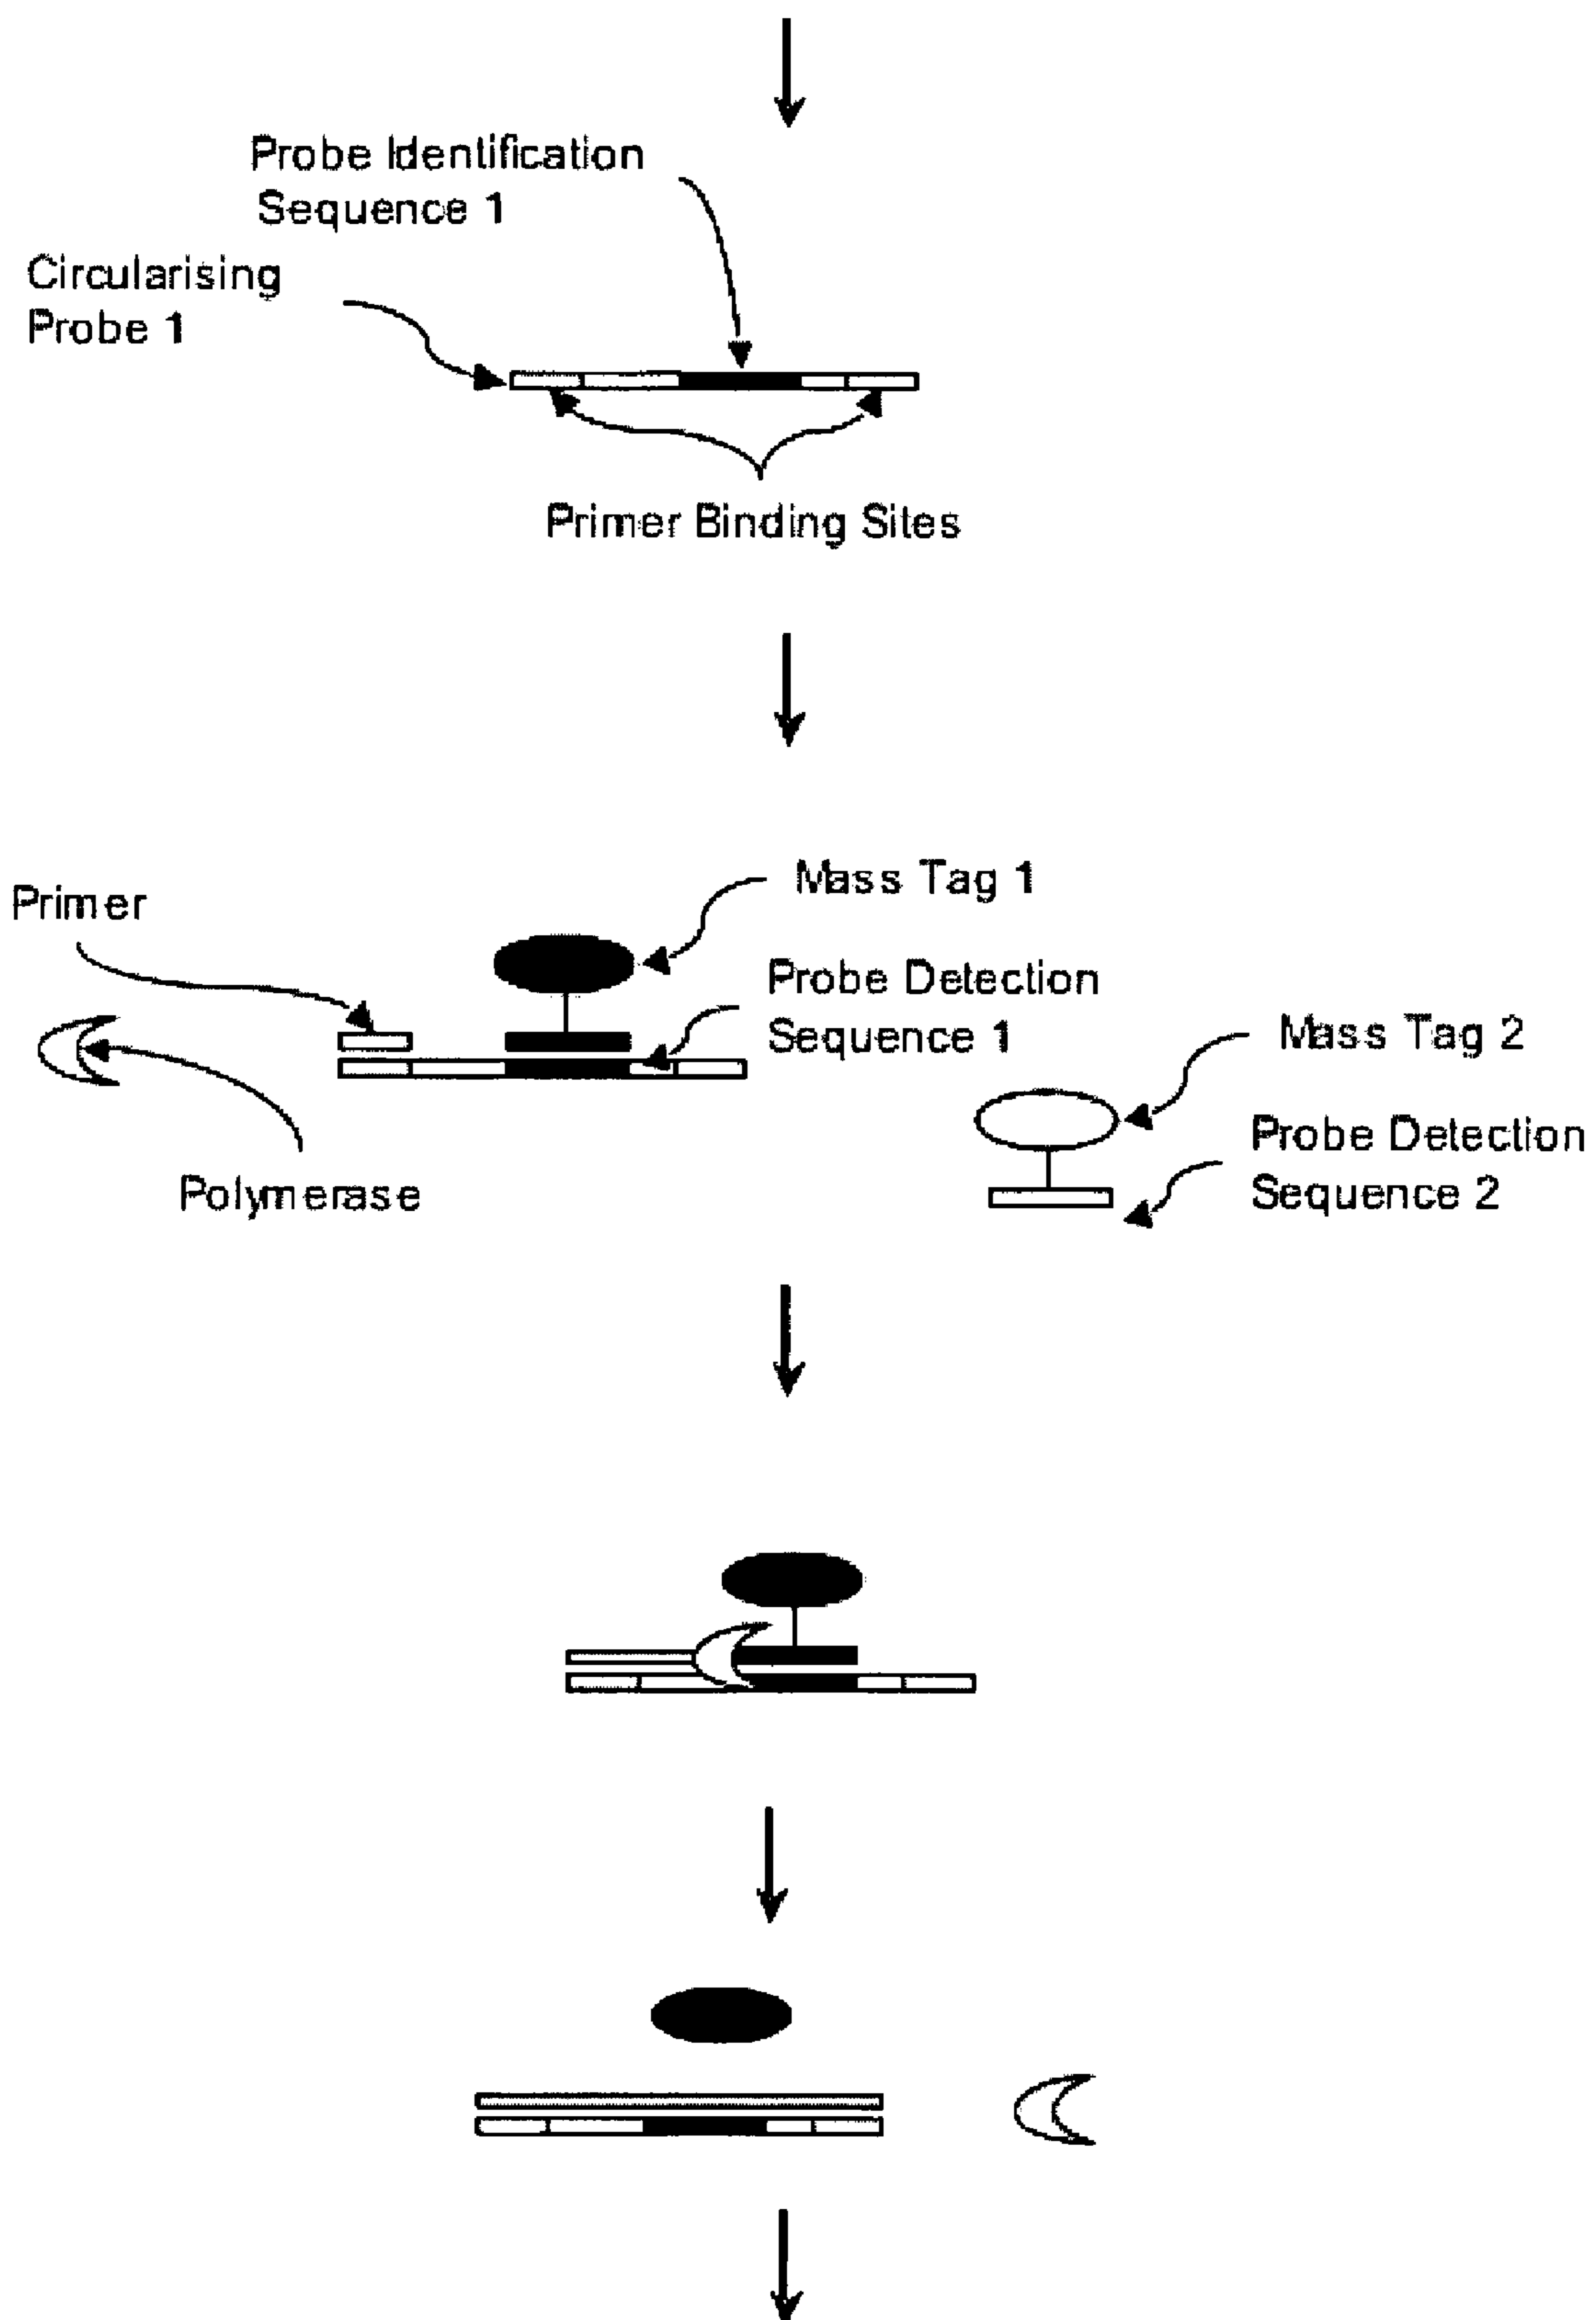 Probe Identification
Sequence 1
Circularising
Probe 1
Primer Binding Sites
Mass Tag 1
Primer
Probe Detection
Sequence 1
Mass Tag 2
Probe Detection
Sequence 2
Polymerase